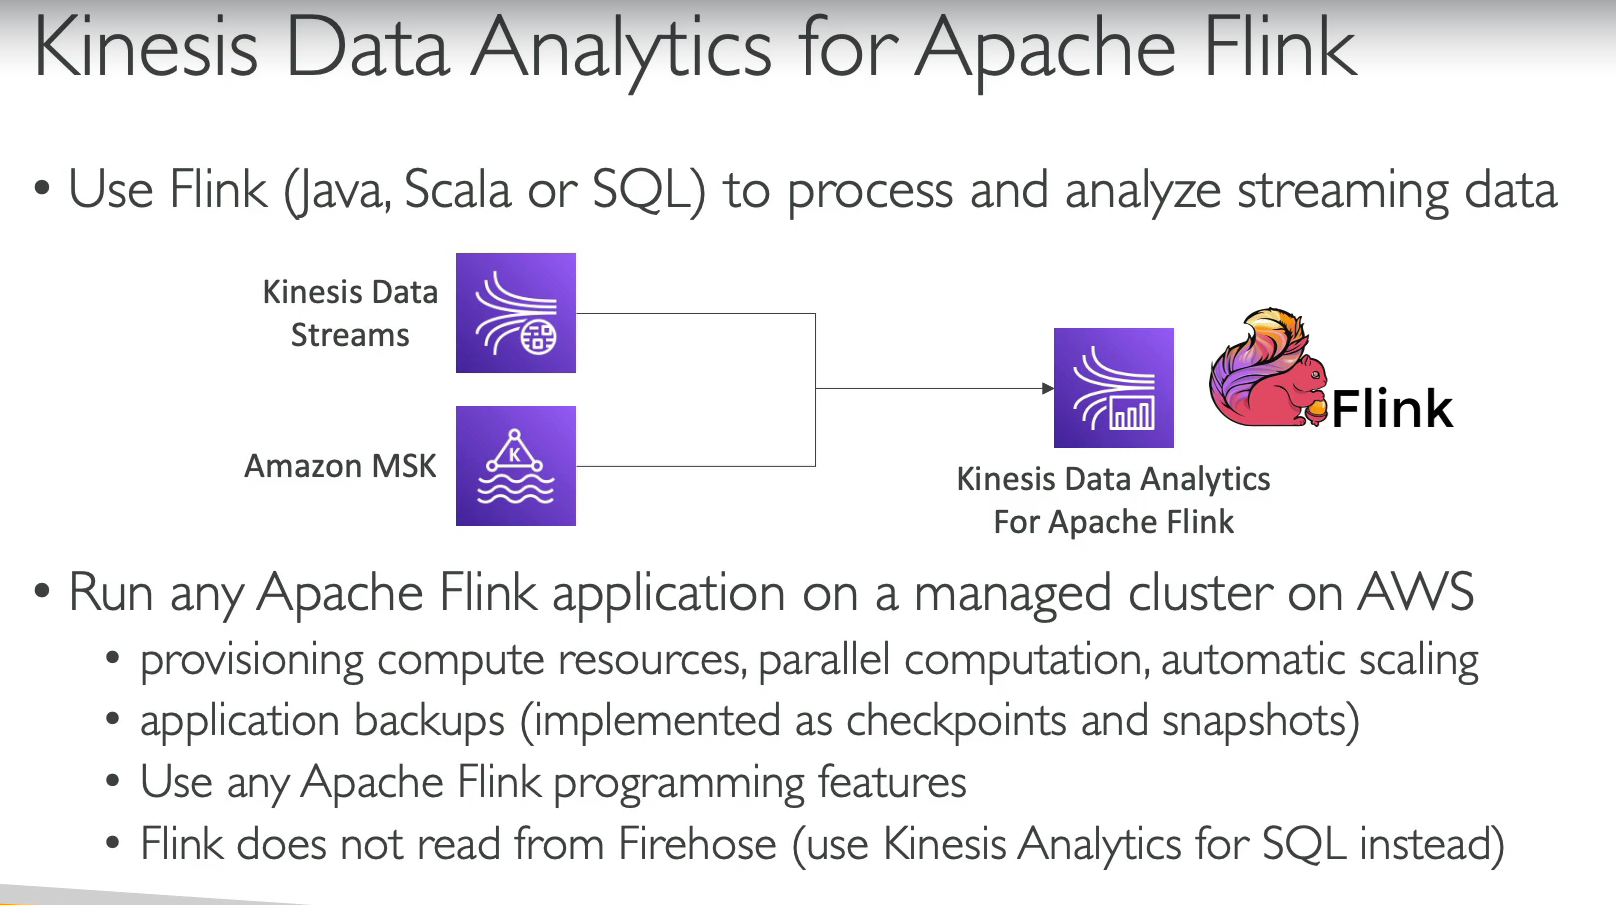 Kinesis Data Analytics for Apache Flink
• Use Flink (Java, Scala or SQL) to process and analyze streaming data
Kinesis Data
Streams
Amazon MSK
K
Flink
Kinesis Data Analytics
For Apache Flink
• Run any Apache Flink application on a managed cluster on AWS
• provisioning compute resources, parallel computation, automatic scaling
• application backups (implemented as checkpoints and snapshots)
• Use any Apache Flink programming features
• Flink does not read from Firehose (use Kinesis Analytics for SQL instead)